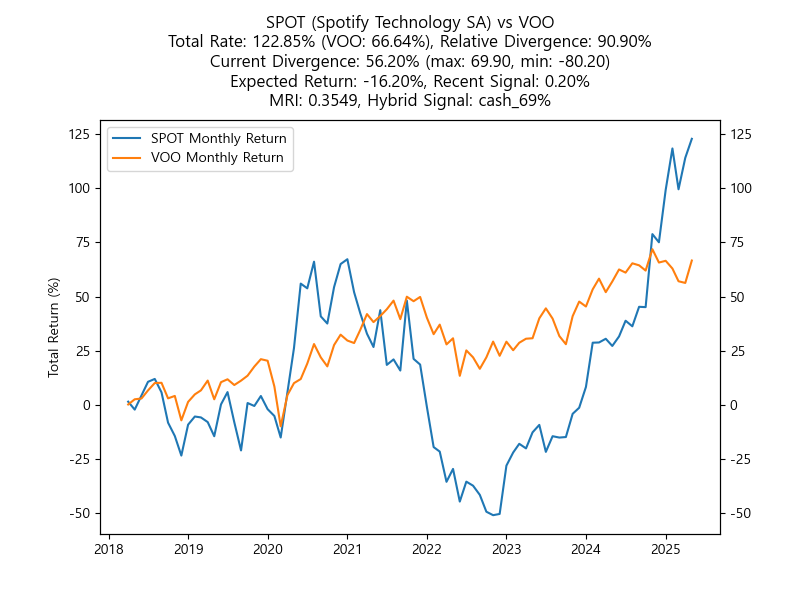 SPOT (Spotify Technology SA) vs VOO
Total Rate: 122.85% (VOO: 66.64%), Relative Divergence: 90.90%
Current Divergence: 56.20% (max: 69.90, min: -80.20)
Expected Return: -16.20%, Recent Signal: 0.20%
MRI: 0.3549, Hybrid Signal: cash_69%
SPOT Monthly Return
VOO Monthly Return
Total Return (%)
125
100
75
50
25
0
-25
-50
125
100
75
50
25
0
-25
-50
2018 2019 2020 2021 2022 2023 2024 2025